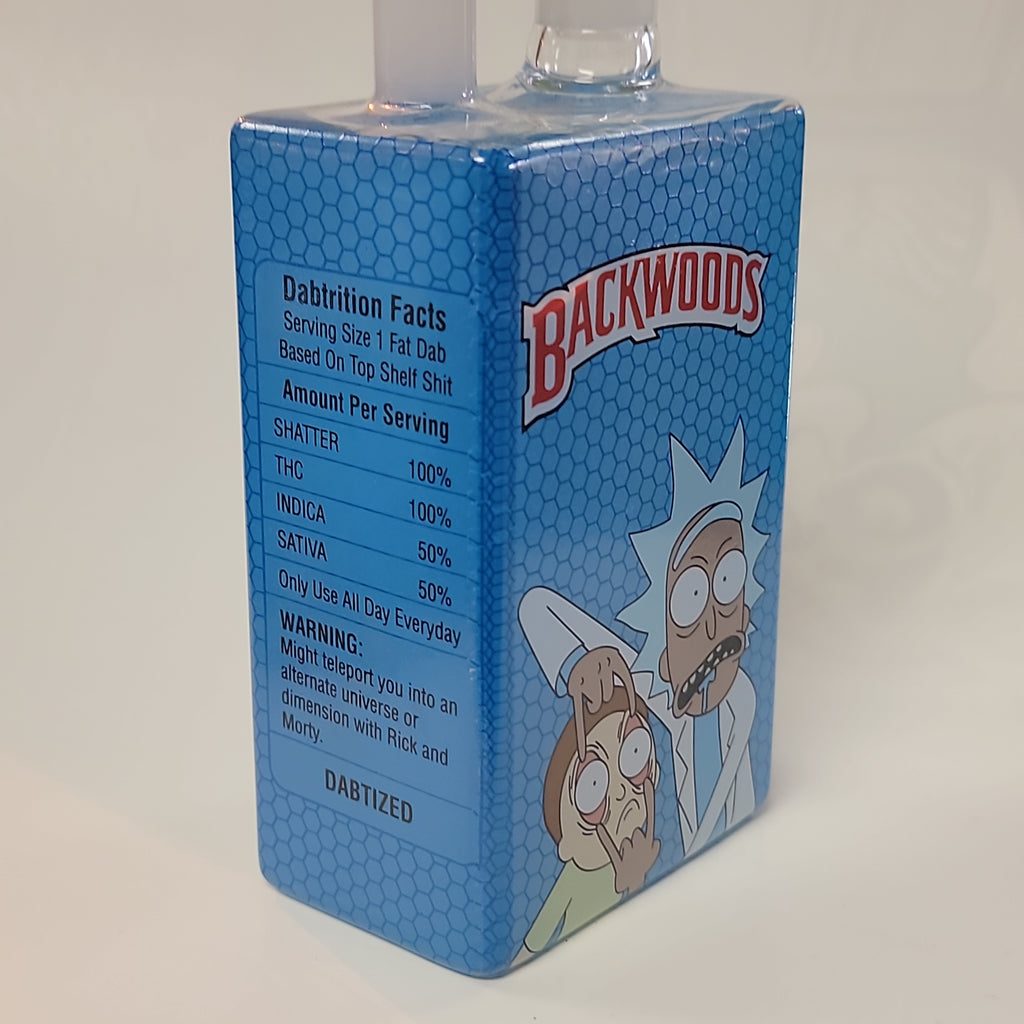 Dabtrition Facts
Serving Size 1 Fat Dab
Based On Top Shelf Shit
Amount Per Serving
SHATTER 100%
THC 100%
INDICA 50%
SATIVA 50%
Only Use All Day Everyday
WARNING:
Might teleport you into an
alternate universe or
dimension with Rick and
Morty.
DABTIZED
BACKWOODS